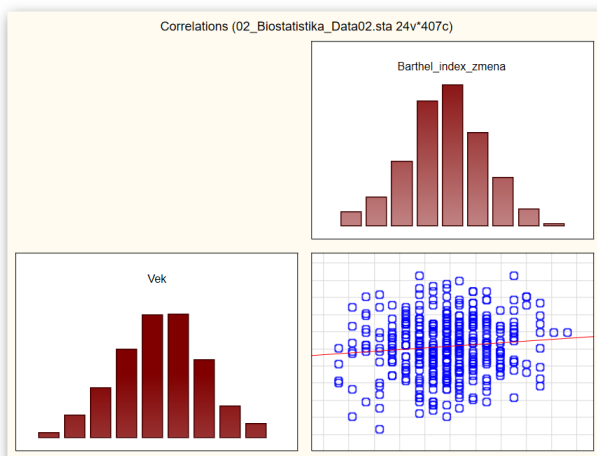 Correlations (02_Biostatistika_Data02.sta 24v*407c)
Barthel_index_zmena
Vek